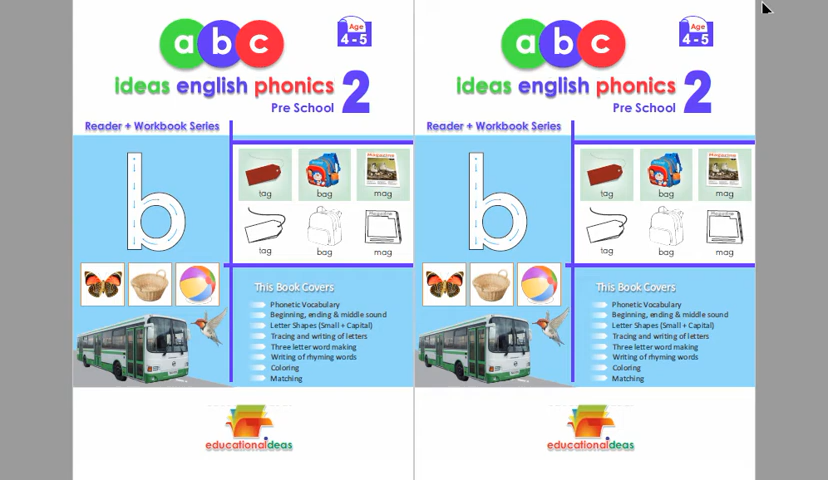 abc
Age
4 - 5
ideas english phonics 2
Pre School
Reader + Workbook Series
b
tag bag mag
tag bag mag
This Book Covers
Phonetic Vocabulary
Beginning, ending & middle sound
Letter Shapes (Small + Capital)
Tracing and writing of letters
Three letter word making
Writing of rhyming words
Coloring
Matching
educationalideas
abc
Age
4 - 5
ideas english phonics 2
Pre School
Reader + Workbook Series
b
tag bag mag
tag bag mag
This Book Covers
Phonetic Vocabulary
Beginning, ending & middle sound
Letter Shapes (Small + Capital)
Tracing and writing of letters
Three letter word making
Writing of rhyming words
Coloring
Matching
educationalideas